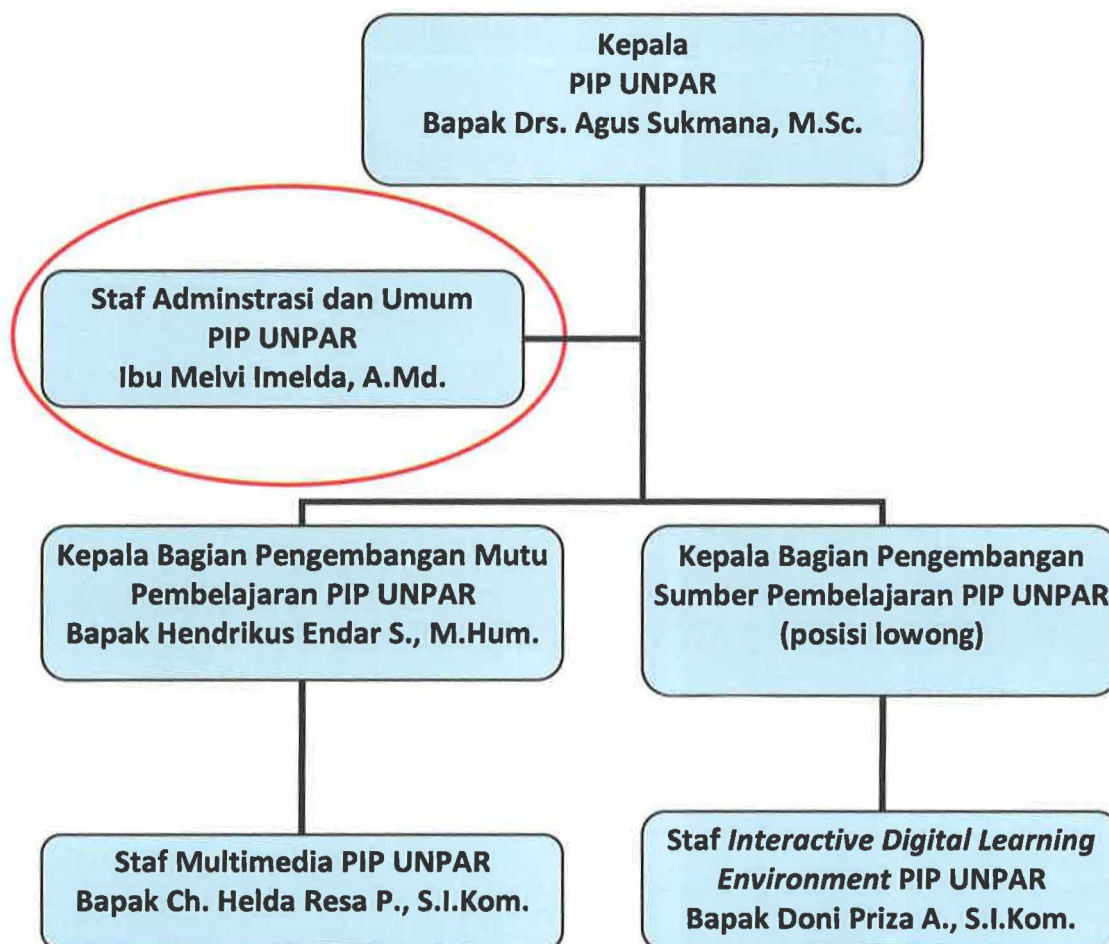 Kepala
PIP UNPAR
Bapak Drs. Agus Sukmana, M.Sc.
Staf Adminstrasi dan Umum
PIP UNPAR
Ibu Melvi Imelda, A.Md.
Kepala Bagian Pengembangan Mutu
Pembelajaran PIP UNPAR
Bapak Hendrikus Endar S., M.Hum.
Kepala Bagian Pengembangan
Sumber Pembelajaran PIP UNPAR
(posisi lowong)
Staf Multimedia PIP UNPAR
Bapak Ch. Helda Resa P., S.I.Kom.
Staf Interactive Digital Learning
Environment PIP UNPAR
Bapak Doni Priza A., S.I.Kom.